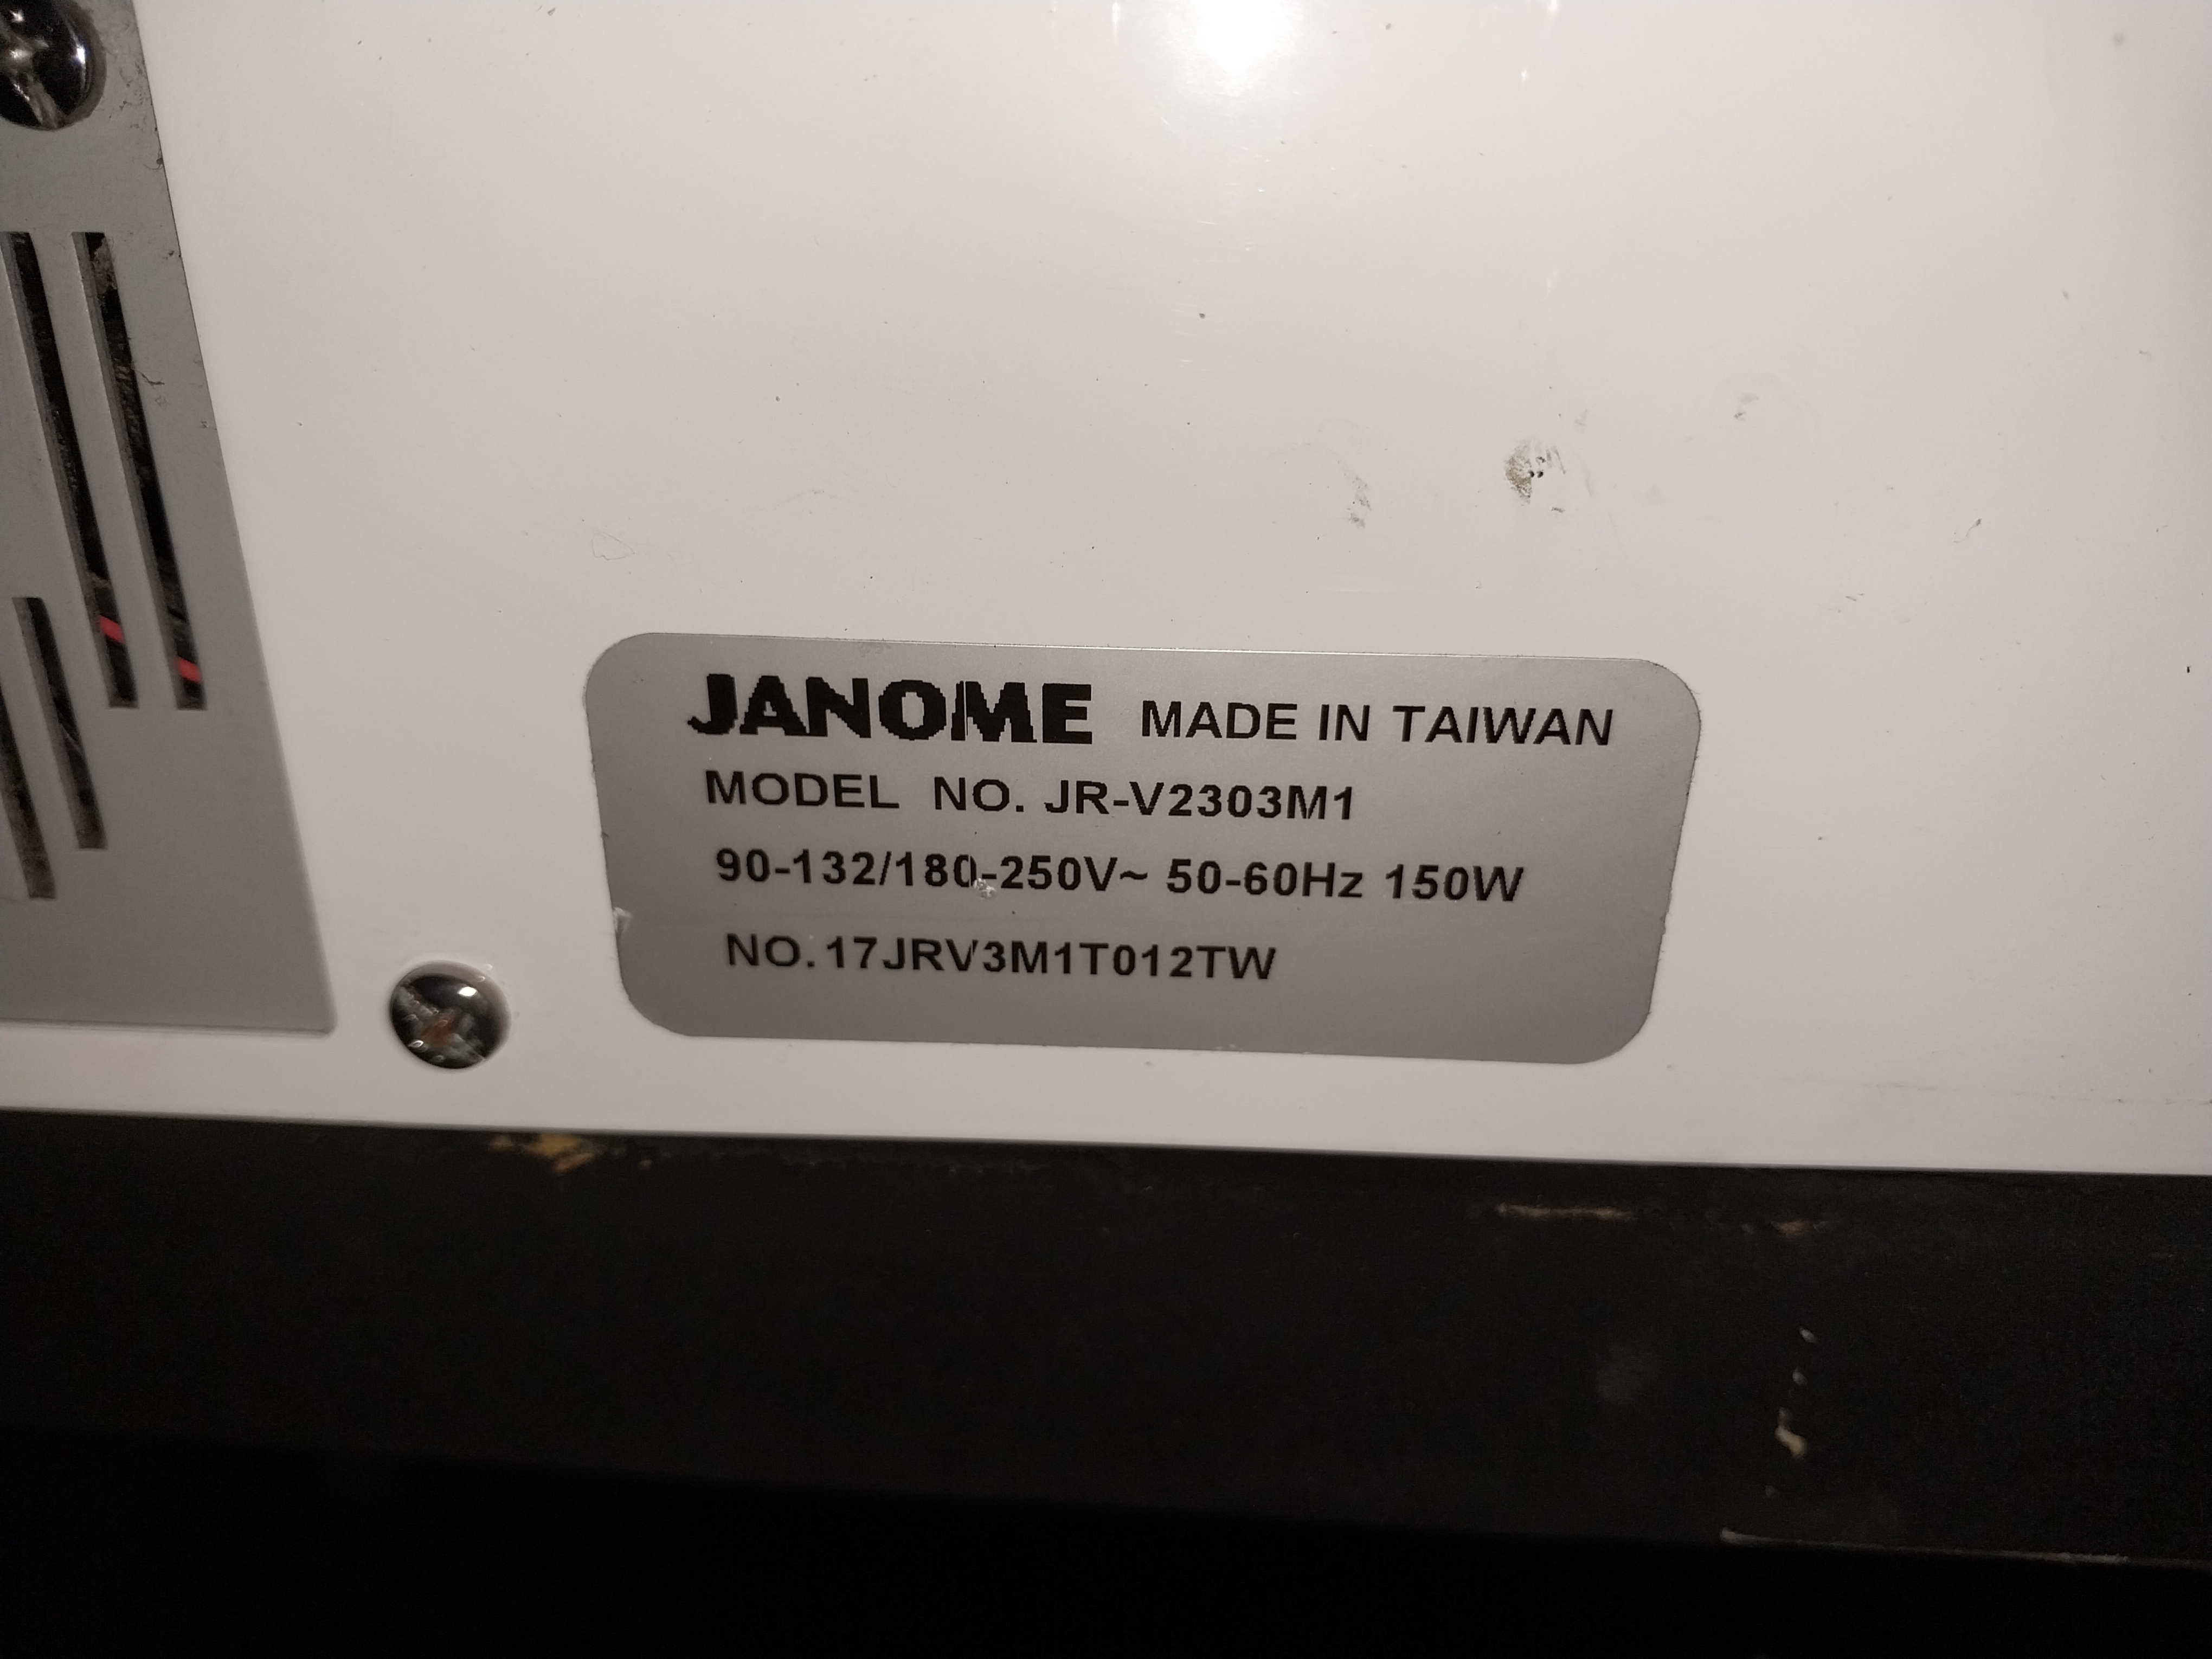 JANOME MADE IN TAIWAN
MODEL NO. JR-V2303M1
90-132/180-250V~ 50-60Hz 150W
NO.17JRV3M1T012TW